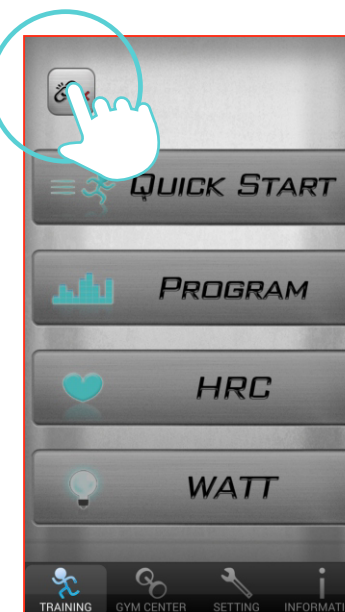 QUICK START
PROGRAM
HRC
WATT
TRAINING GYM CENTER SETTING INFORMATI